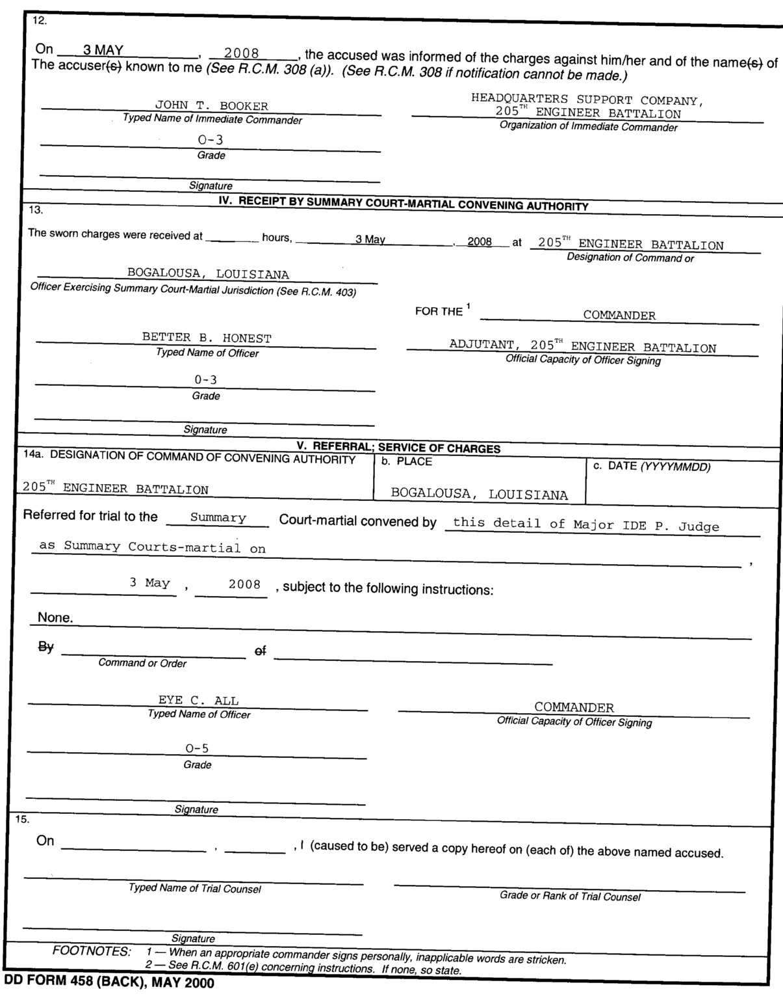 12.
On 3 MAY , 2008 , the accused was informed of the charges against him/her and of the name(s) of
The accuser(s) known to me (See R.C.M. 308 (a)). (See R.C.M. 308 if notification cannot be made.)
JOHN T. BOOKER
HEADQUARTERS SUPPORT COMPANY,
205TH ENGINEER BATTALION
Typed Name of Immediate Commander
Organization of Immediate Commander
O-3
Grade
Signature
IV. RECEIPT BY SUMMARY COURT-MARTIAL CONVENING AUTHORITY
13.
The sworn charges were received at hours, 3 May , 2008 at 205TH ENGINEER BATTALION
Designation of Command or
BOGALOUSA, LOUISIANA
Officer Exercising Summary Court-Martial Jurisdiction (See R.C.M. 403)
FOR THE 1 COMMANDER
BETTER B. HONEST
ADJUTANT, 205TH ENGINEER BATTALION
Typed Name of Officer
Official Capacity of Officer Signing
0-3
Grade
Signature
V. REFERRAL; SERVICE OF CHARGES
14a. DESIGNATION OF COMMAND OF CONVENING AUTHORITY
b. PLACE
c. DATE (YYYYMMDD)
205TH ENGINEER BATTALION
BOGALOUSA, LOUISIANA
Referred for trial to the Summary Court-martial convened by this detail of Major IDE P. Judge
as Summary Courts-martial on ,
3 May , 2008 , subject to the following instructions:
None.
By of
Command or Order
EYE C. ALL
COMMANDER
Typed Name of Officer
Official Capacity of Officer Signing
O-5
Grade
Signature
15.
On , , I (caused to be) served a copy hereof on (each of) the above named accused.
Typed Name of Trial Counsel
Grade or Rank of Trial Counsel
Signature
FOOTNOTES: 1 — When an appropriate commander signs personally, inapplicable words are stricken.
2 — See R.C.M. 601(e) concerning instructions. If none, so state.
DD FORM 458 (BACK), MAY 2000